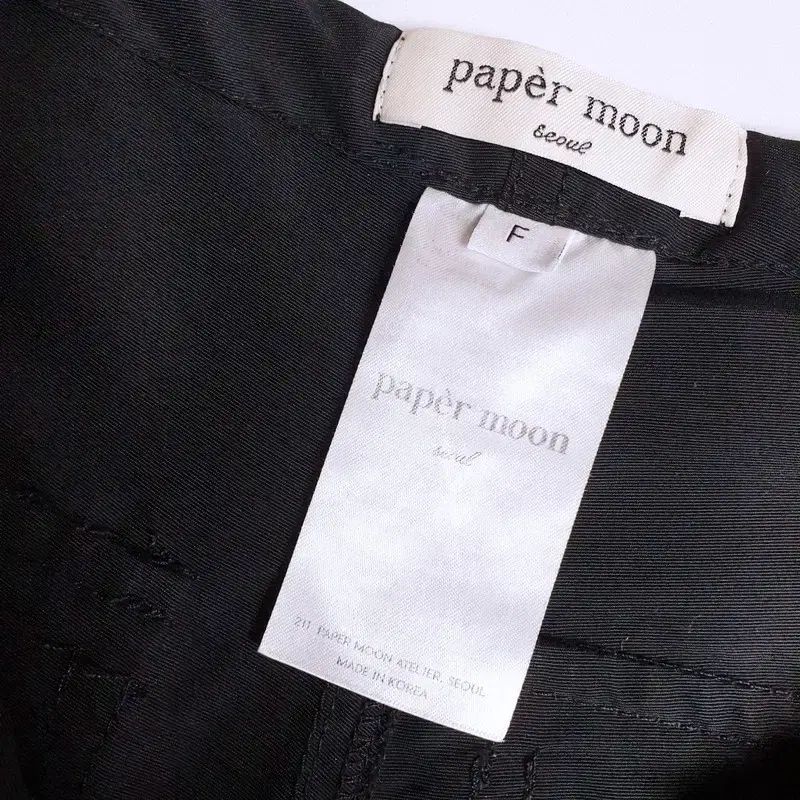 papèr moon
seoul
F
papèr moon
seoul
211 PAPER MOON ATELIER, SEOUL
MADE IN KOREA